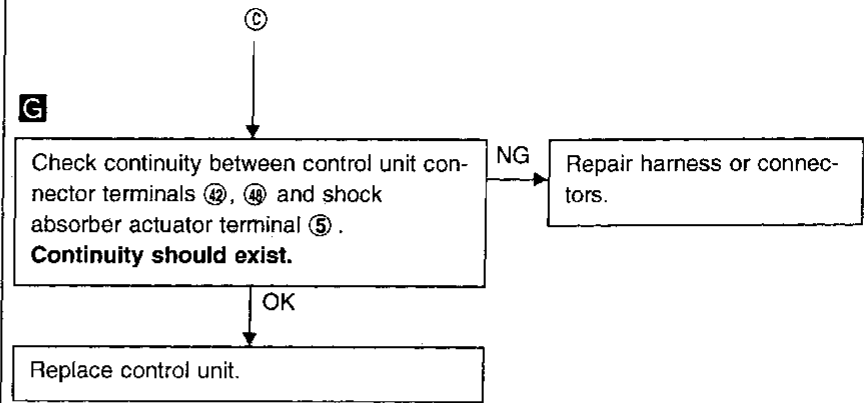 Ⓒ
G
Check continuity between control unit con-
nector terminals ㊷, ㊽ and shock
absorber actuator terminal ⑤.
Continuity should exist.
NG
Repair harness or connec-
tors.
OK
Replace control unit.